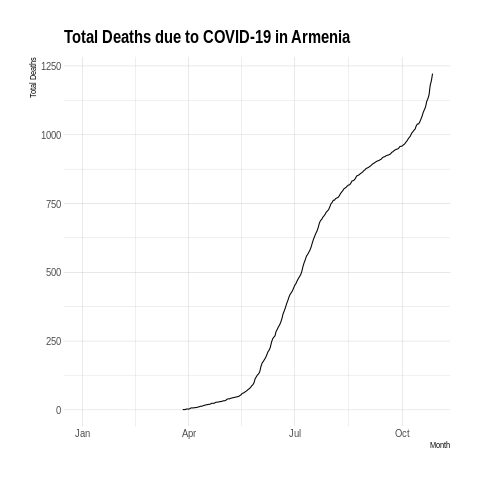 Total Deaths due to COVID-19 in Armenia
Total Deaths
1250
1000
750
500
250
0
Jan Apr Jul Oct
Month